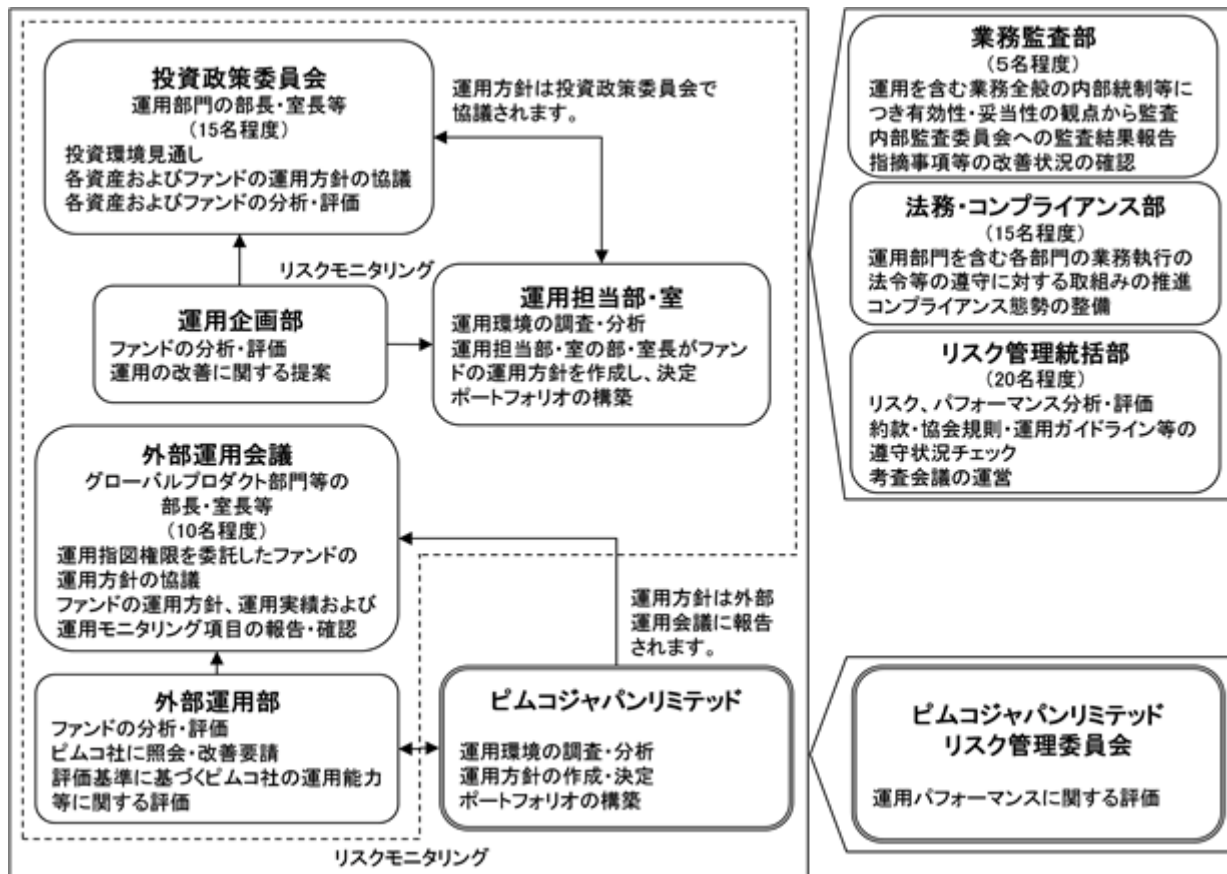 投資政策委員会
運用部門の部長・室長等
(15名程度)
投資環境見通し
各資産およびファンドの運用方針の協議
各資産およびファンドの分析・評価
運用方針は投資政策委員会で
協議されます。
リスクモニタリング
運用企画部
ファンドの分析・評価
運用の改善に関する提案
運用担当部・室
運用環境の調査・分析
運用担当部・室の部・室長がファン
ドの運用方針を作成し、決定
ポートフォリオの構築
外部運用会議
グローバルプロダクト部門等の
部長・室長等
(10名程度)
運用指図権限を委託したファンドの
運用方針の協議
ファンドの運用方針、運用実績および
運用モニタリング項目の報告・確認
運用方針は外部
運用会議に報告
されます。
外部運用部
ファンドの分析・評価
ピムコ社に照会・改善要請
評価基準に基づくピムコ社の運用能力
等に関する評価
ピムコジャパンリミテッド
運用環境の調査・分析
運用方針の作成・決定
ポートフォリオの構築
リスクモニタリング
業務監査部
(5名程度)
運用を含む業務全般の内部統制等に
つき有効性・妥当性の観点から監査
内部監査委員会への監査結果報告
指摘事項等の改善状況の確認
法務・コンプライアンス部
(15名程度)
運用部門を含む各部門の業務執行の
法令等の遵守に対する取組みの推進
コンプライアンス態勢の整備
リスク管理統括部
(20名程度)
リスク、パフォーマンス分析・評価
約款・協会規則・運用ガイドライン等の
遵守状況チェック
考査会議の運営
ピムコジャパンリミテッド
リスク管理委員会
運用パフォーマンスに関する評価